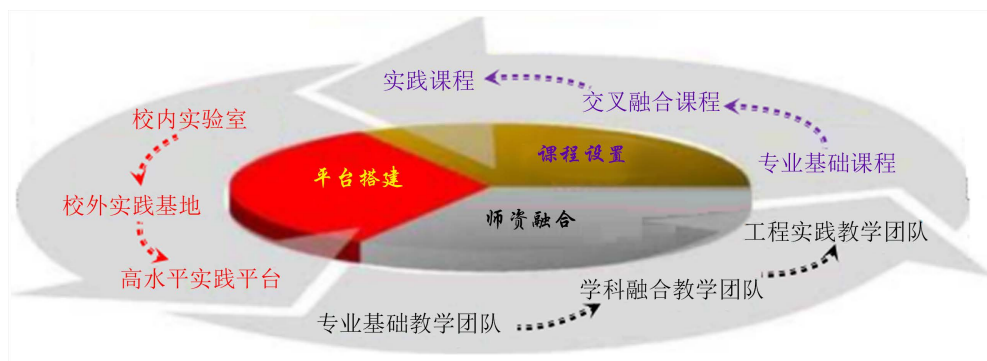 实践课程
交叉融合课程
校内实验室
课程设置
专业基础课程
平台搭建
校外实践基地
师资融合
工程实践教学团队
高水平实践平台
学科融合教学团队
专业基础教学团队